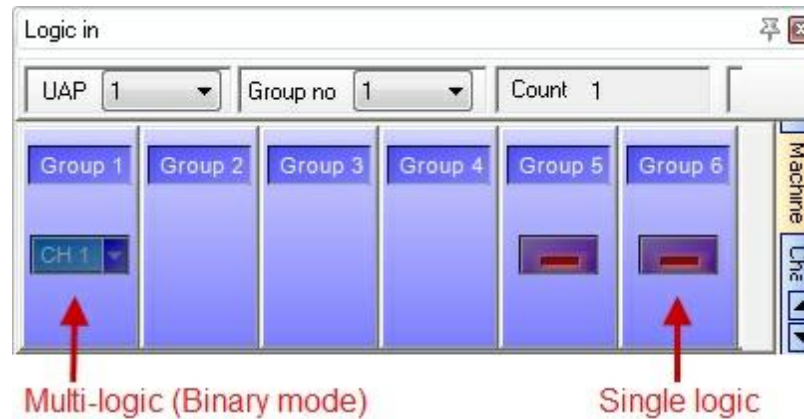 Logic in
UAP 1 Group no 1 Count 1
Group 1 Group 2 Group 3 Group 4 Group 5 Group 6
CH 1
Machine
Cha
Multi-logic (Binary mode) Single logic